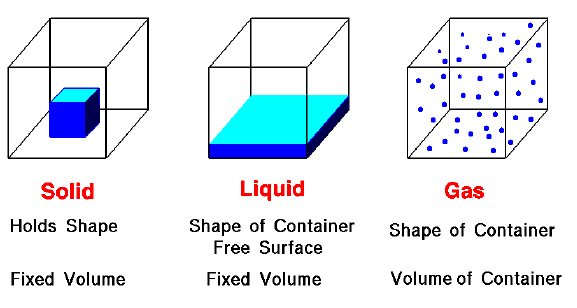 Solid
Holds Shape
Fixed Volume
Liquid
Shape of Container
Free Surface
Fixed Volume
Gas
Shape of Container
Volume of Container